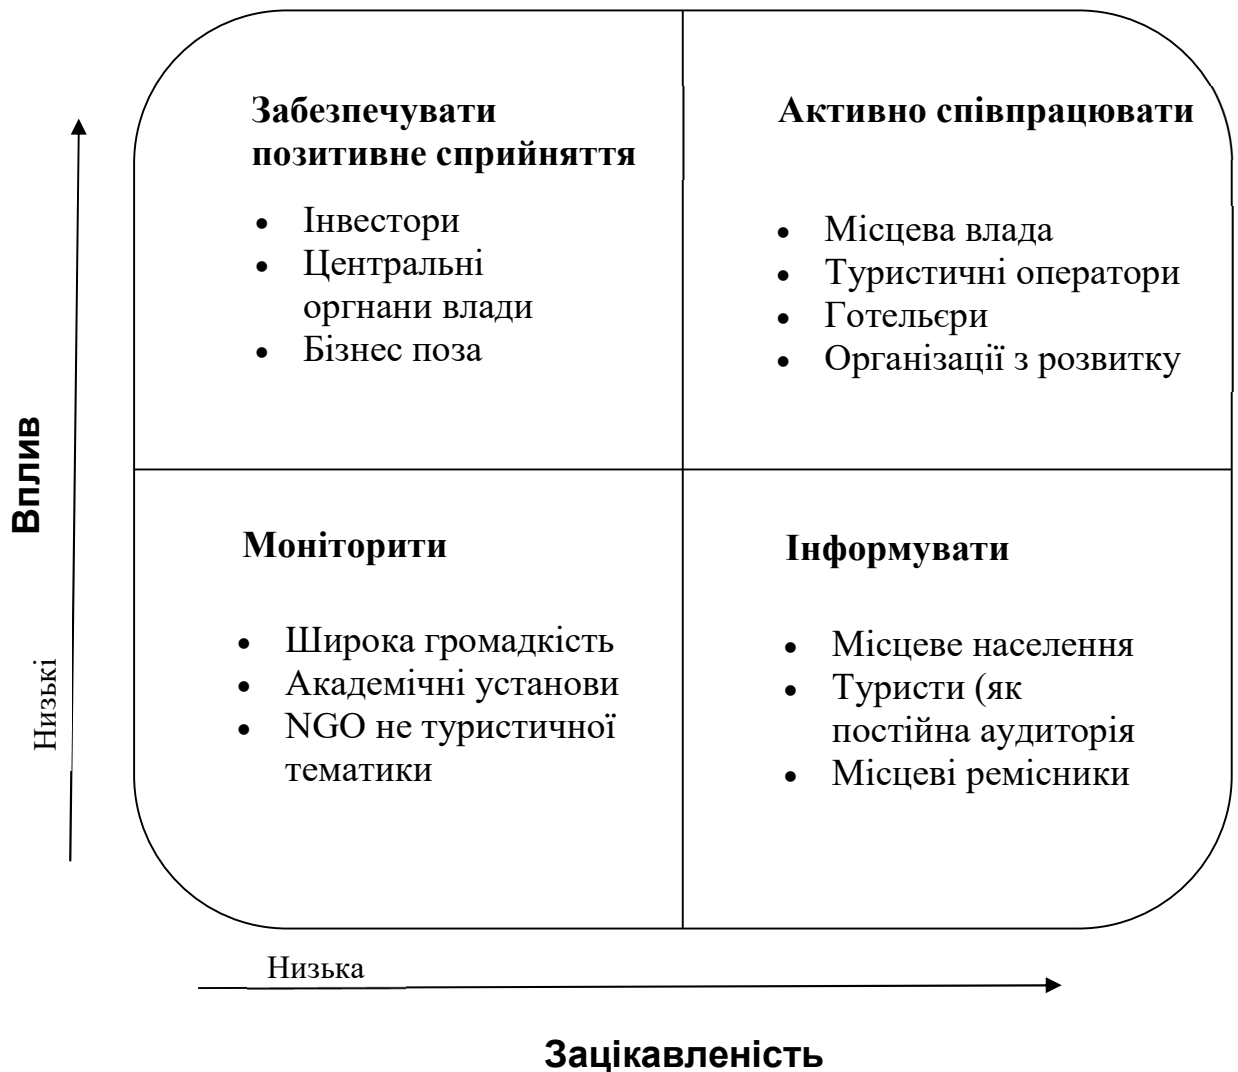 Забезпечувати
позитивне сприйняття
• Інвестори
• Центральні
оргнани влади
• Бізнес поза
Активно співпрацювати
• Місцева влада
• Туристичні оператори
• Готельєри
• Організації з розвитку
Вплив
Низькі
Моніторити
• Широка громадкість
• Академічні установи
• NGO не туристичної
тематики
Інформувати
• Місцеве населення
• Туристи (як
постійна аудиторія
• Місцеві ремісники
Низька
Зацікавленість